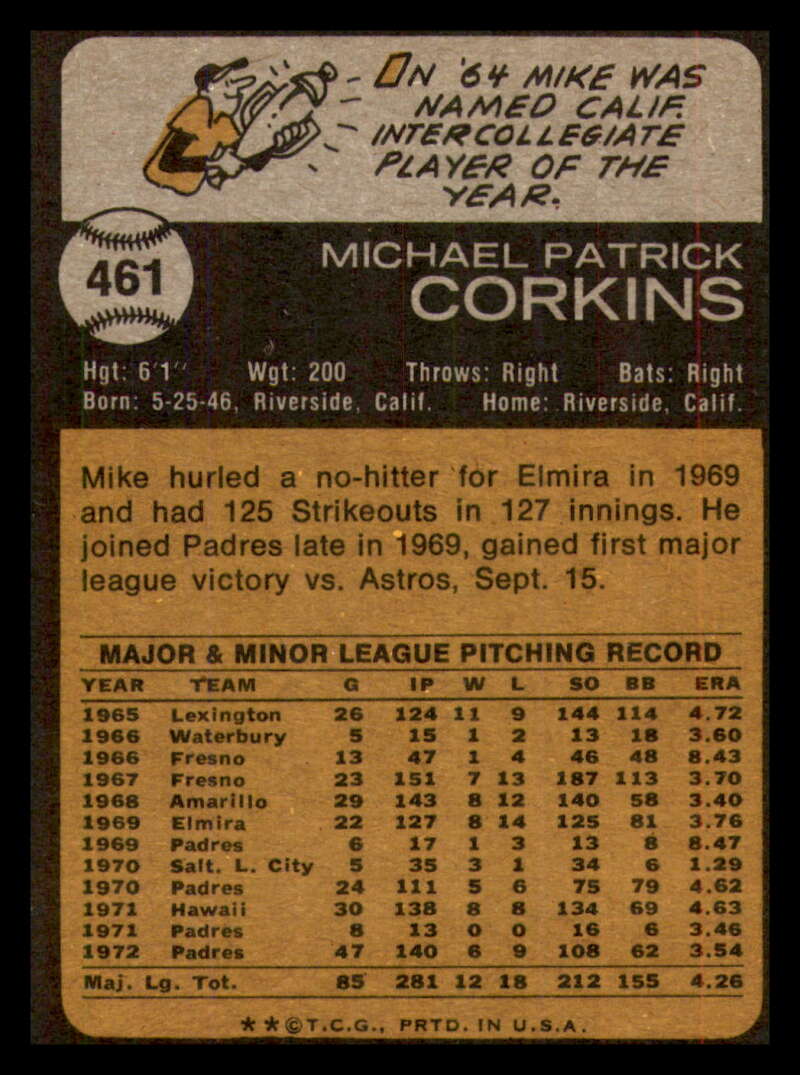 ON '64 MIKE WAS
NAMED CALIF.
INTERCOLLEGIATE
PLAYER OF THE
YEAR.
461
MICHAEL PATRICK
CORKINS
Hgt: 6'1" Wgt: 200 Throws: Right Bats: Right
Born: 5-25-46, Riverside, Calif. Home: Riverside, Calif.
Mike hurled a no-hitter for Elmira in 1969
and had 125 Strikeouts in 127 innings. He
joined Padres late in 1969, gained first major
league victory vs. Astros, Sept. 15.
MAJOR & MINOR LEAGUE PITCHING RECORD
YEAR TEAM G IP W L SO BB ERA
1965 Lexington 26 124 11 9 144 114 4.72
1966 Waterbury 5 15 1 2 13 18 3.60
1966 Fresno 13 47 1 4 46 48 8.43
1967 Fresno 23 151 7 13 187 113 3.70
1968 Amarillo 29 143 8 12 140 58 3.40
1969 Elmira 22 127 8 14 125 81 3.76
1969 Padres 6 17 1 3 13 8 8.47
1970 Salt. L. City 5 35 3 1 34 6 1.29
1970 Padres 24 111 5 6 75 79 4.62
1971 Hawaii 30 138 8 8 134 69 4.63
1971 Padres 8 13 0 0 16 6 3.46
1972 Padres 47 140 6 9 108 62 3.54
Maj. Lg. Tot. 85 281 12 18 212 155 4.26
**©T.C.G., PRTD. IN U.S.A.